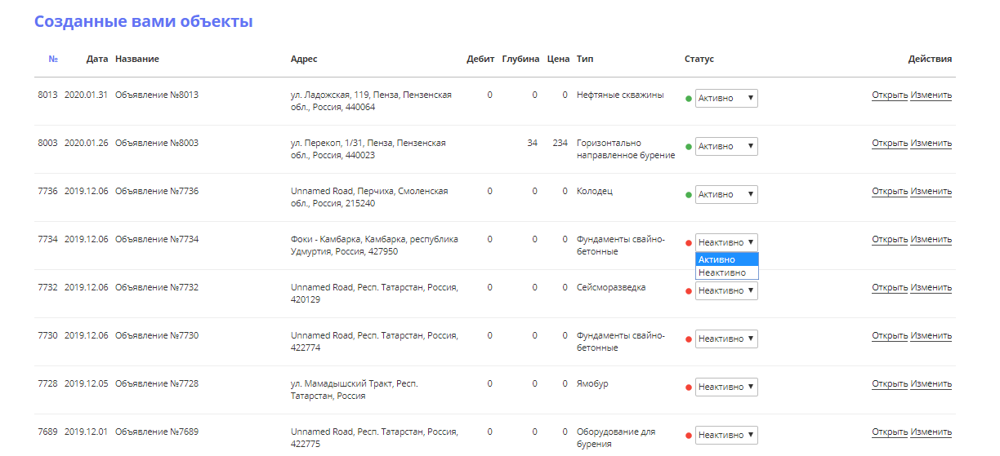 Созданные вами объекты
№ Дата Название Адрес Дебит Глубина Цена Тип Статус Действия
8013 2020.01.31 Объявление №8013 ул. Ладожская, 119, Пенза, Пензенская 0 0 0 Нефтяные скважины Активно Открыть Изменить
обл., Россия, 440064
8003 2020.01.26 Объявление №8003 ул. Перекоп, 1/31, Пенза, Пензенская 34 234 Горизонтально Активно Открыть Изменить
обл., Россия, 440023 направленное бурение
7736 2019.12.06 Объявление №7736 Unnamed Road, Перчиха, Смоленская 0 0 0 Колодец Активно Открыть Изменить
обл., Россия, 215240
7734 2019.12.06 Объявление №7734 Фоки - Камбарка, Камбарка, республика 0 0 0 Фундаменты свайно- Неактивно Открыть Изменить
Удмуртия, Россия, 427950 бетонные
Активно
Неактивно
7732 2019.12.06 Объявление №7732 Unnamed Road, Респ. Татарстан, Россия, 0 0 0 Сейсморазведка Неактивно Открыть Изменить
420129
7730 2019.12.06 Объявление №7730 Unnamed Road, Респ. Татарстан, Россия, 0 0 0 Фундаменты свайно- Неактивно Открыть Изменить
422774 бетонные
7728 2019.12.05 Объявление №7728 ул. Мамадышский Тракт, Респ. 0 0 0 Ямобур Неактивно Открыть Изменить
Татарстан, Россия
7689 2019.12.01 Объявление №7689 Unnamed Road, Респ. Татарстан, Россия, 0 0 0 Оборудование для Неактивно Открыть Изменить
422775 бурения